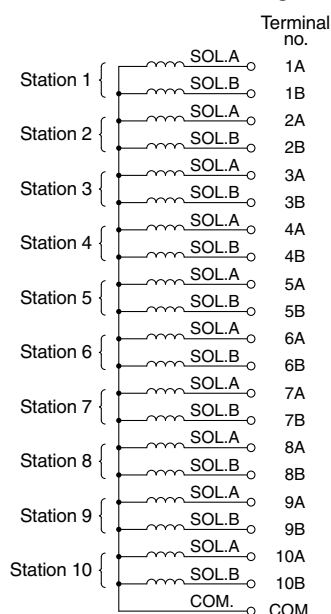 Terminal
no.
Station 1
SOL.A 1A
SOL.B 1B
Station 2
SOL.A 2A
SOL.B 2B
Station 3
SOL.A 3A
SOL.B 3B
Station 4
SOL.A 4A
SOL.B 4B
Station 5
SOL.A 5A
SOL.B 5B
Station 6
SOL.A 6A
SOL.B 6B
Station 7
SOL.A 7A
SOL.B 7B
Station 8
SOL.A 8A
SOL.B 8B
Station 9
SOL.A 9A
SOL.B 9B
Station 10
SOL.A 10A
SOL.B 10B
COM. COM